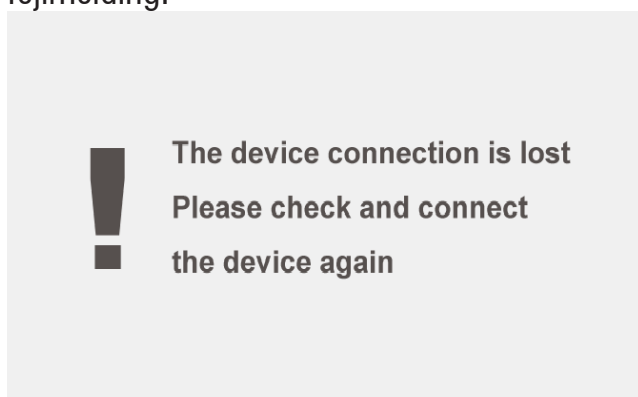 !
The device connection is lost
Please check and connect
the device again